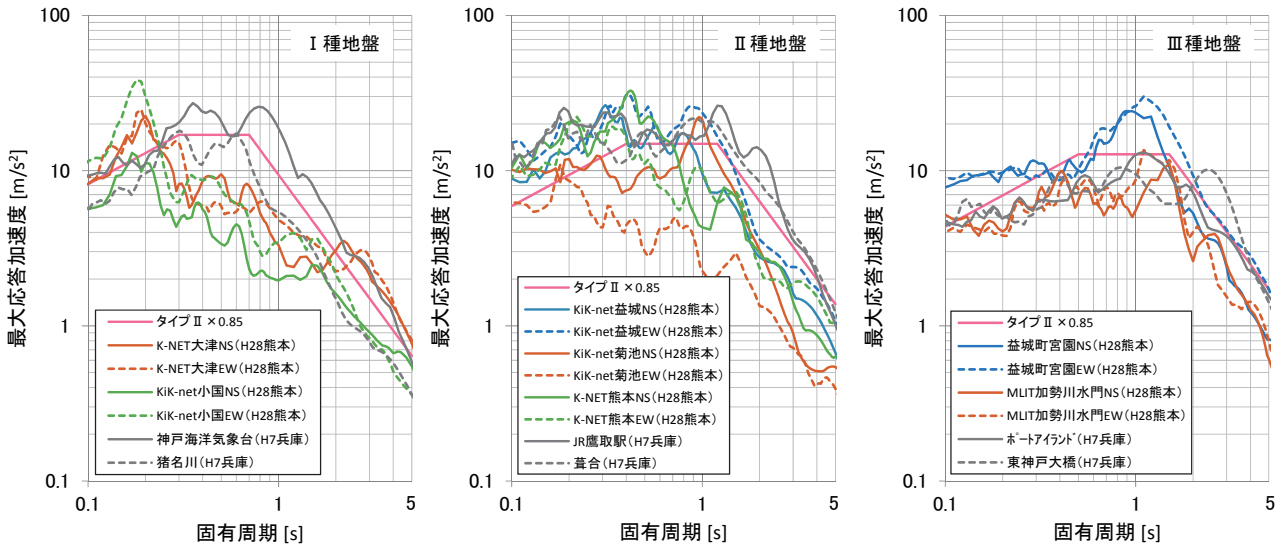 最大応答加速度 [m/s²]
100
10
1
0.1
Ⅰ種地盤
タイプⅡ×0.85
K-NET大津NS(H28熊本)
K-NET大津EW(H28熊本)
KiK-net小国NS(H28熊本)
KiK-net小国EW(H28熊本)
神戸海洋気象台(H7兵庫)
猪名川(H7兵庫)
0.1 1 5
固有周期 [s]
最大応答加速度 [m/s²]
100
10
1
0.1
Ⅱ種地盤
タイプⅡ×0.85
KiK-net益城NS(H28熊本)
KiK-net益城EW(H28熊本)
KiK-net菊池NS(H28熊本)
KiK-net菊池EW(H28熊本)
K-NET熊本NS(H28熊本)
K-NET熊本EW(H28熊本)
JR鷹取駅(H7兵庫)
葺合(H7兵庫)
0.1 1 5
固有周期 [s]
最大応答加速度 [m/s²]
100
10
1
0.1
Ⅲ種地盤
タイプⅡ×0.85
益城町宮園NS(H28熊本)
益城町宮園EW(H28熊本)
MLIT加勢川水門NS(H28熊本)
MLIT加勢川水門EW(H28熊本)
ﾎﾟｰﾄｱｲﾗﾝﾄﾞ(H7兵庫)
東神戸大橋(H7兵庫)
0.1 1 5
固有周期 [s]